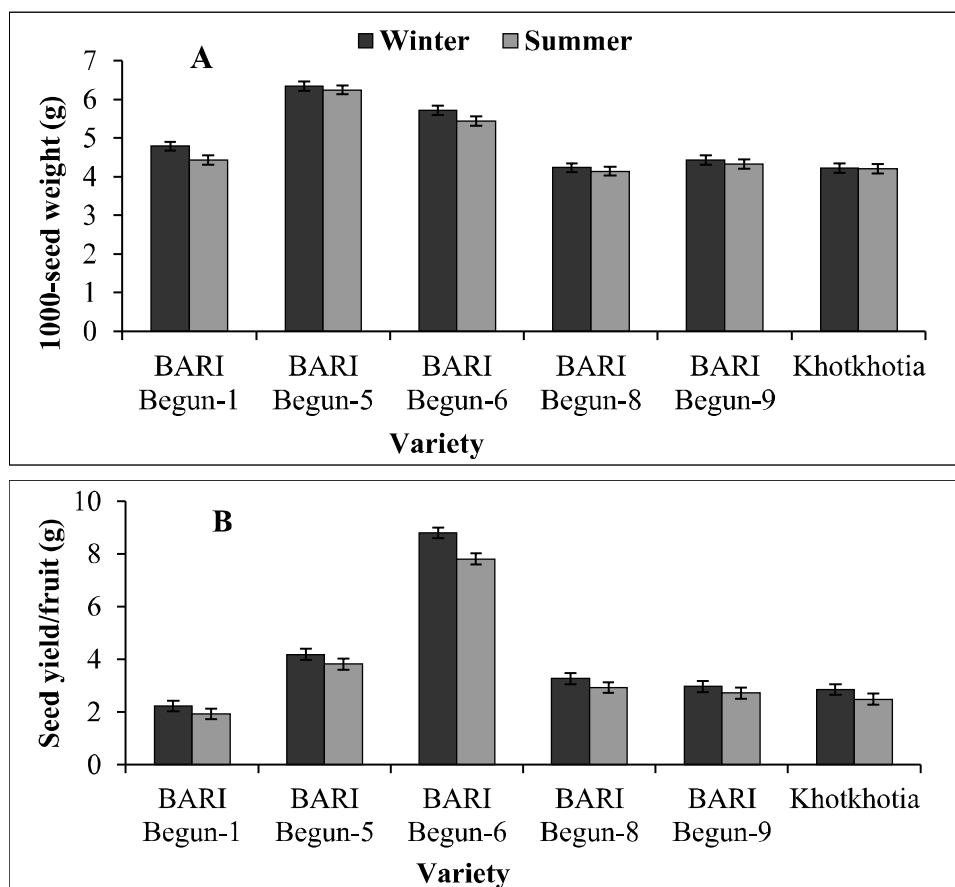 A
Winter Summer
1000-seed weight (g)
7
6
5
4
3
2
1
0
BARI BARI BARI BARI BARI Khotkhotia
Begun-1 Begun-5 Begun-6 Begun-8 Begun-9
Variety
B
Seed yield/fruit (g)
10
8
6
4
2
0
BARI BARI BARI BARI BARI Khotkhotia
Begun-1 Begun-5 Begun-6 Begun-8 Begun-9
Variety